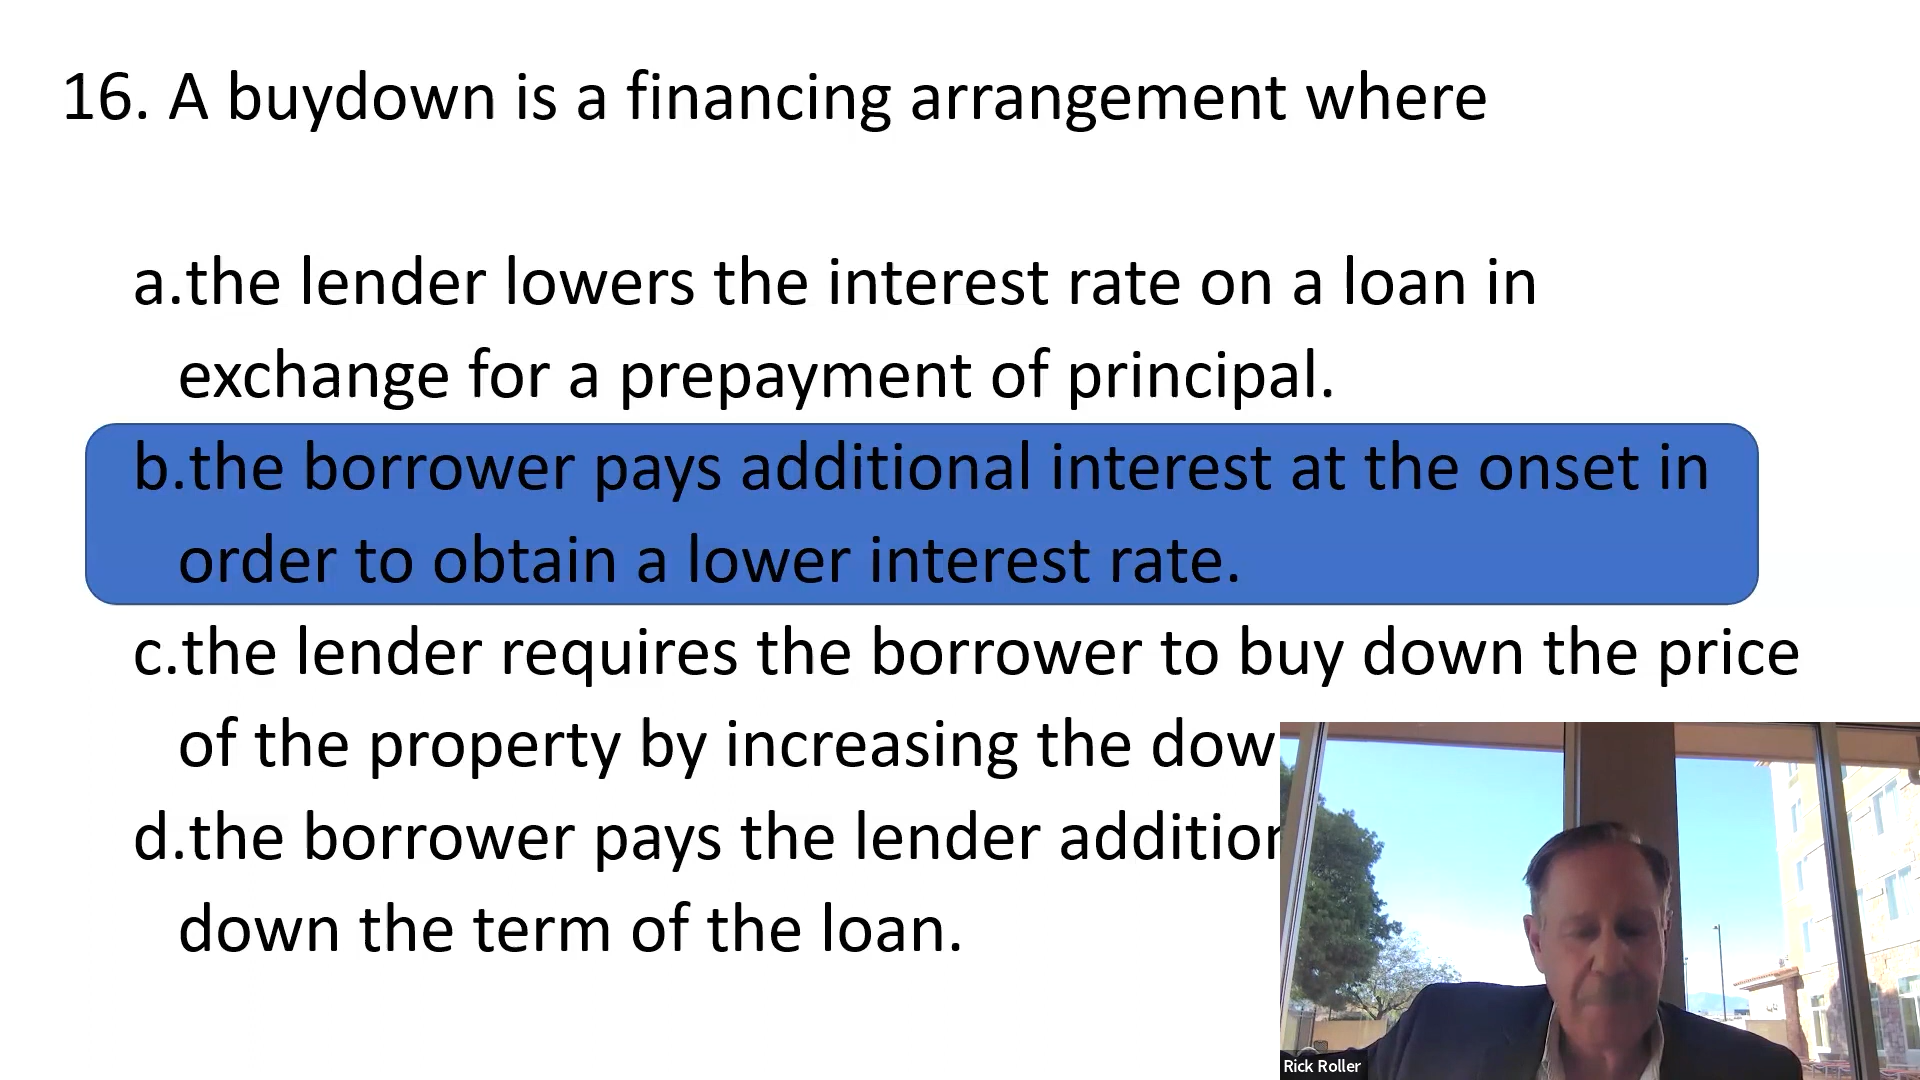 16. A buydown is a financing arrangement where
a.the lender lowers the interest rate on a loan in
exchange for a prepayment of principal.
b.the borrower pays additional interest at the onset in
order to obtain a lower interest rate.
c.the lender requires the borrower to buy down the price
of the property by increasing the
d.the borrower pays the lender
down the term of the loan.
Rick Roller